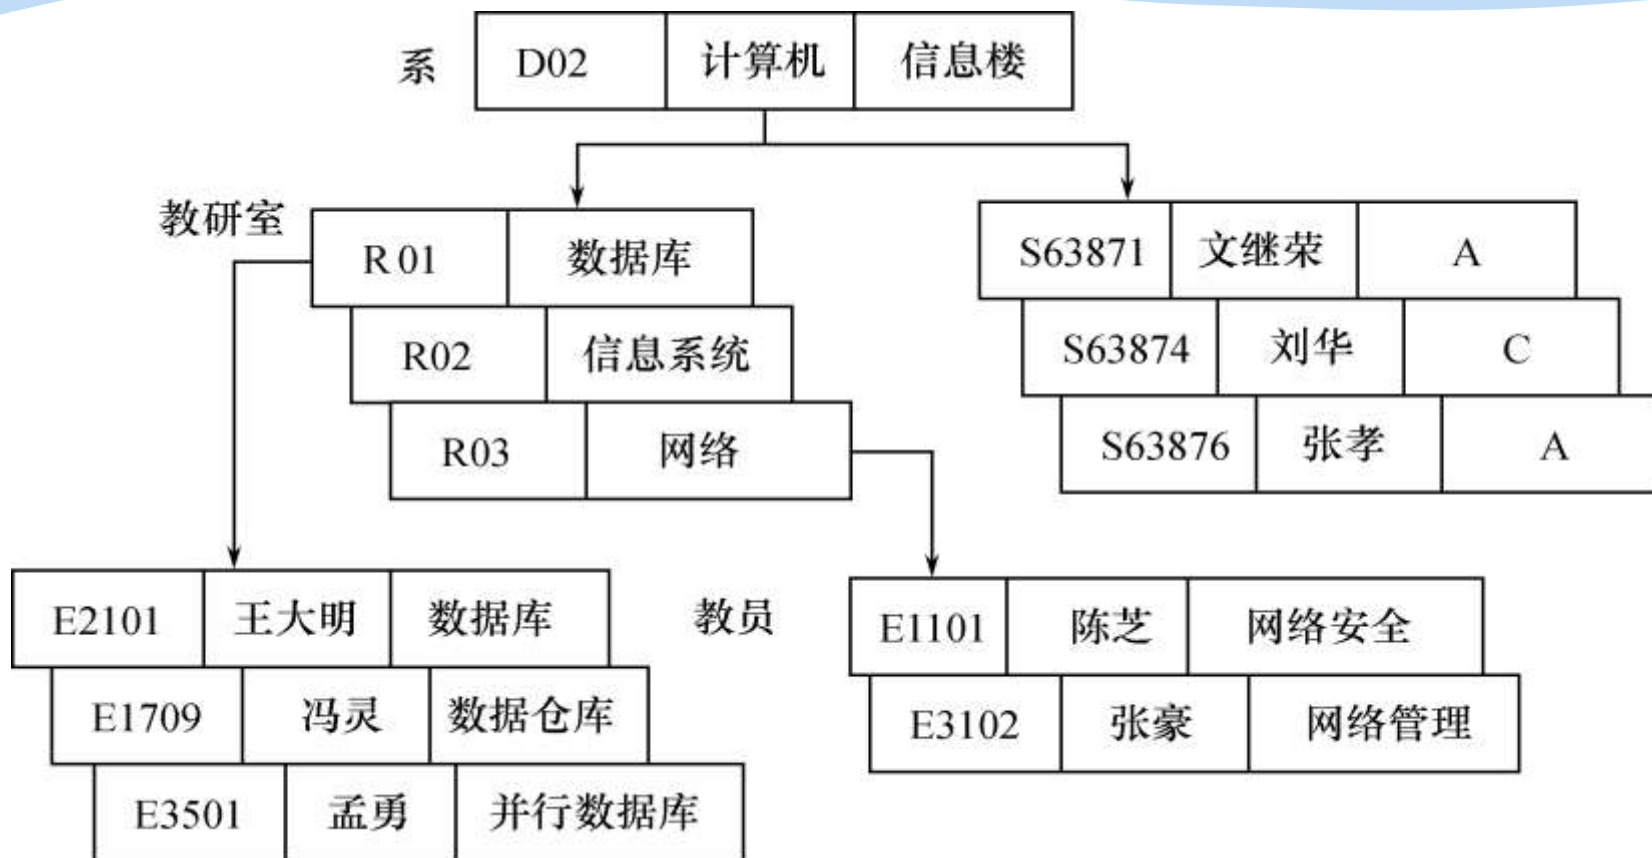 系 D02 计算机 信息楼
教研室
R 01 数据库
R02 信息系统
R03 网络
S63871 文继荣 A
S63874 刘华 C
S63876 张孝 A
E2101 王大明 数据库
E1709 冯灵 数据仓库
E3501 孟勇 并行数据库
教员
E1101 陈芝 网络安全
E3102 张豪 网络管理